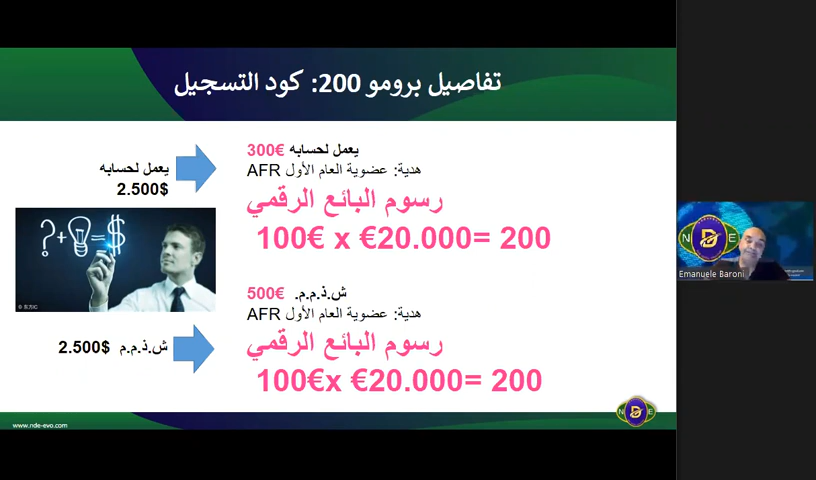 تفاصيل برومو 200: كود التسجيل
يعمل لحسابه 300€
هدية: عضوية العام الأول AFR
رسوم البائع الرقمي
100€ x €20.000= 200
يعمل لحسابه
2.500$
?+=$
ش.ذ.م.م. 500€
هدية: عضوية العام الأول AFR
رسوم البائع الرقمي
100€x €20.000= 200
ش.ذ.م.م 2.500$
www.nde-evo.com
N D E
N D E
Emanuele Baroni